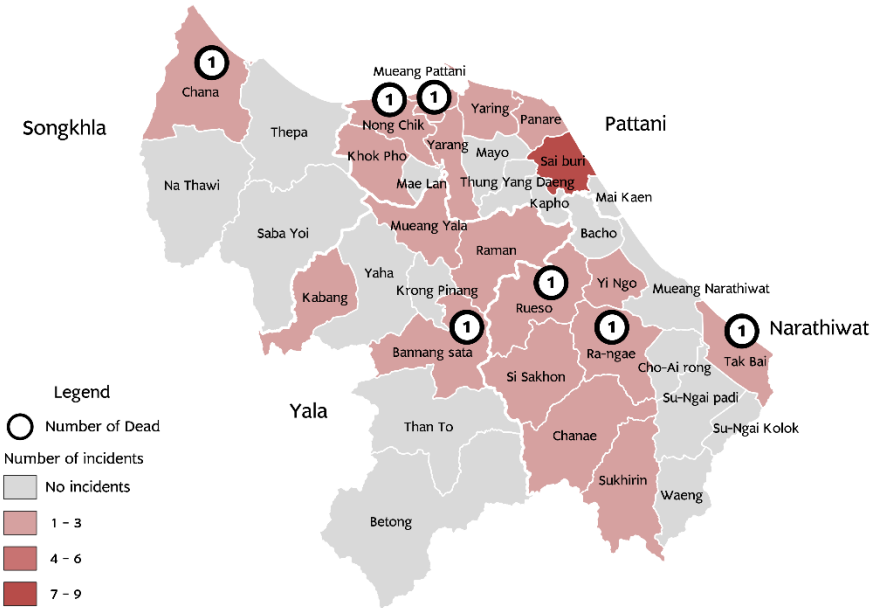 1
Chana
Songkhla
Thepa
Na Thawi
Saba Yoi
Mueang Pattani
1
1
Nong Chik
Yaring
Panare
Pattani
Khok Pho
Yarang
Mayo
Sai buri
Mae Lan
Thung Yang Daeng
Kapho
Mai Kaen
Mueang Yala
Raman
Bacho
Yaha
Kabang
Krong Pinang
1
Rueso
Yi Ngo
Mueang Narathiwat
1
Bannang sata
1
Ra-ngae
1
Narathiwat
Tak Bai
Cho-Ai rong
Si Sakhon
Su-Ngai padi
Yala
Than To
Su-Ngai Kolok
Chanae
Sukhirin
Waeng
Betong
Legend
Number of Dead
Number of incidents
No incidents
1 - 3
4 - 6
7 - 9